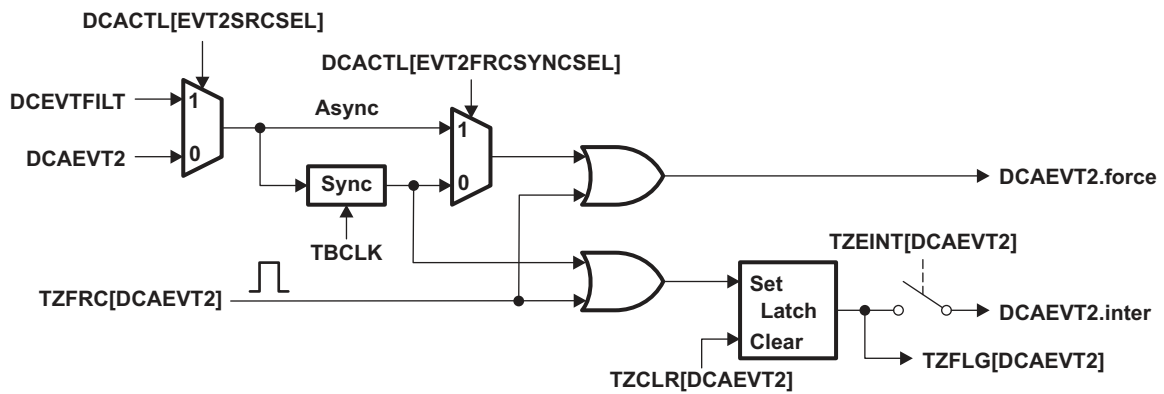 DCACTL[EVT2SRCSEL]
DCACTL[EVT2FRCSYNCSEL]
DCEVTFILT
1
Async
1
DCAEVT2
0
Sync
0
DCAEVT2.force
TBCLK
TZEINT[DCAEVT2]
TZFRC[DCAEVT2]
Set
Latch
Clear
DCAEVT2.inter
TZFLG[DCAEVT2]
TZCLR[DCAEVT2]